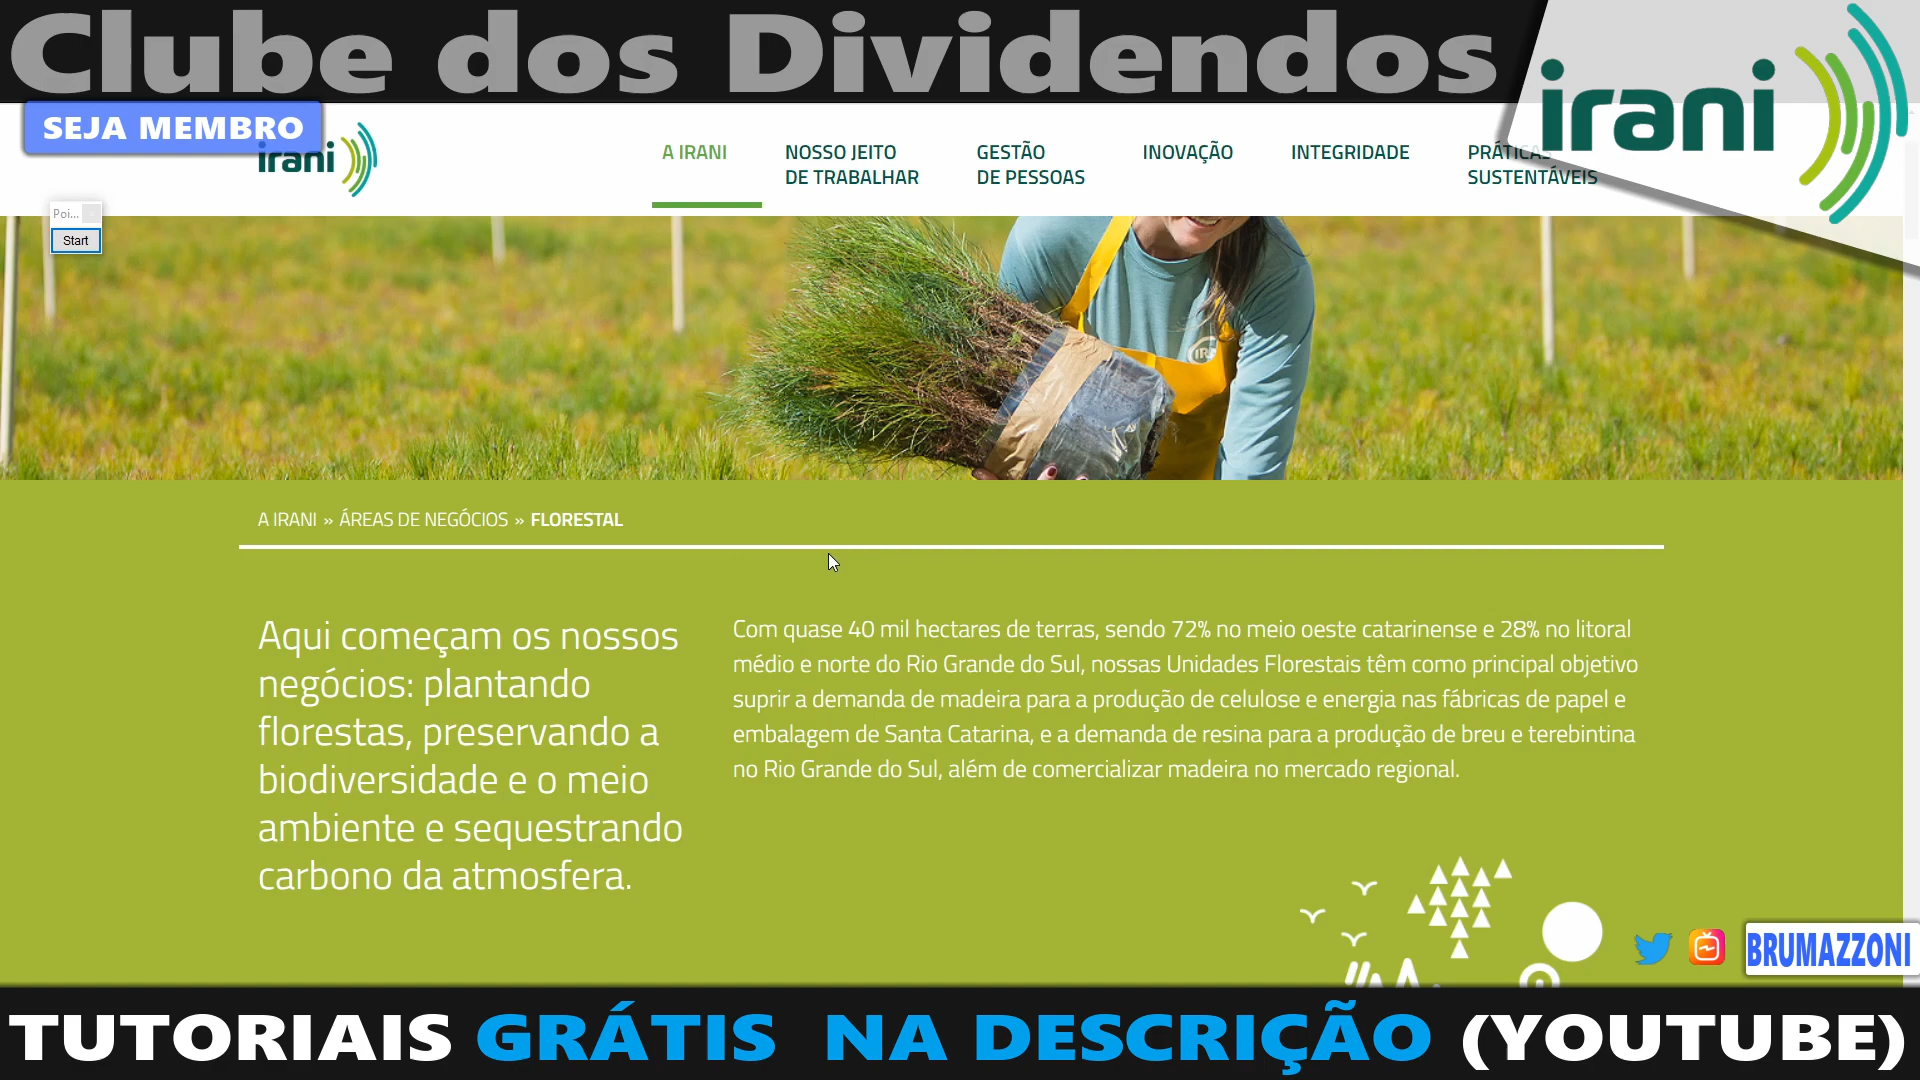 Clube dos Dividendos
irani
SEJA MEMBRO
irani
A IRANI
NOSSO JEITO
DE TRABALHAR
GESTÃO
DE PESSOAS
INOVAÇÃO
INTEGRIDADE
PRÁTICAS
SUSTENTÁVEIS
Poi...
Start
A IRANI » ÁREAS DE NEGÓCIOS » FLORESTAL
Aqui começam os nossos
negócios: plantando
florestas, preservando a
biodiversidade e o meio
ambiente e sequestrando
carbono da atmosfera.
Com quase 40 mil hectares de terras, sendo 72% no meio oeste catarinense e 28% no litoral
médio e norte do Rio Grande do Sul, nossas Unidades Florestais têm como principal objetivo
suprir a demanda de madeira para a produção de celulose e energia nas fábricas de papel e
embalagem de Santa Catarina, e a demanda de resina para a produção de breu e terebintina
no Rio Grande do Sul, além de comercializar madeira no mercado regional.
BRUMAZZONI
TUTORIAIS GRÁTIS NA DESCRIÇÃO (YOUTUBE)